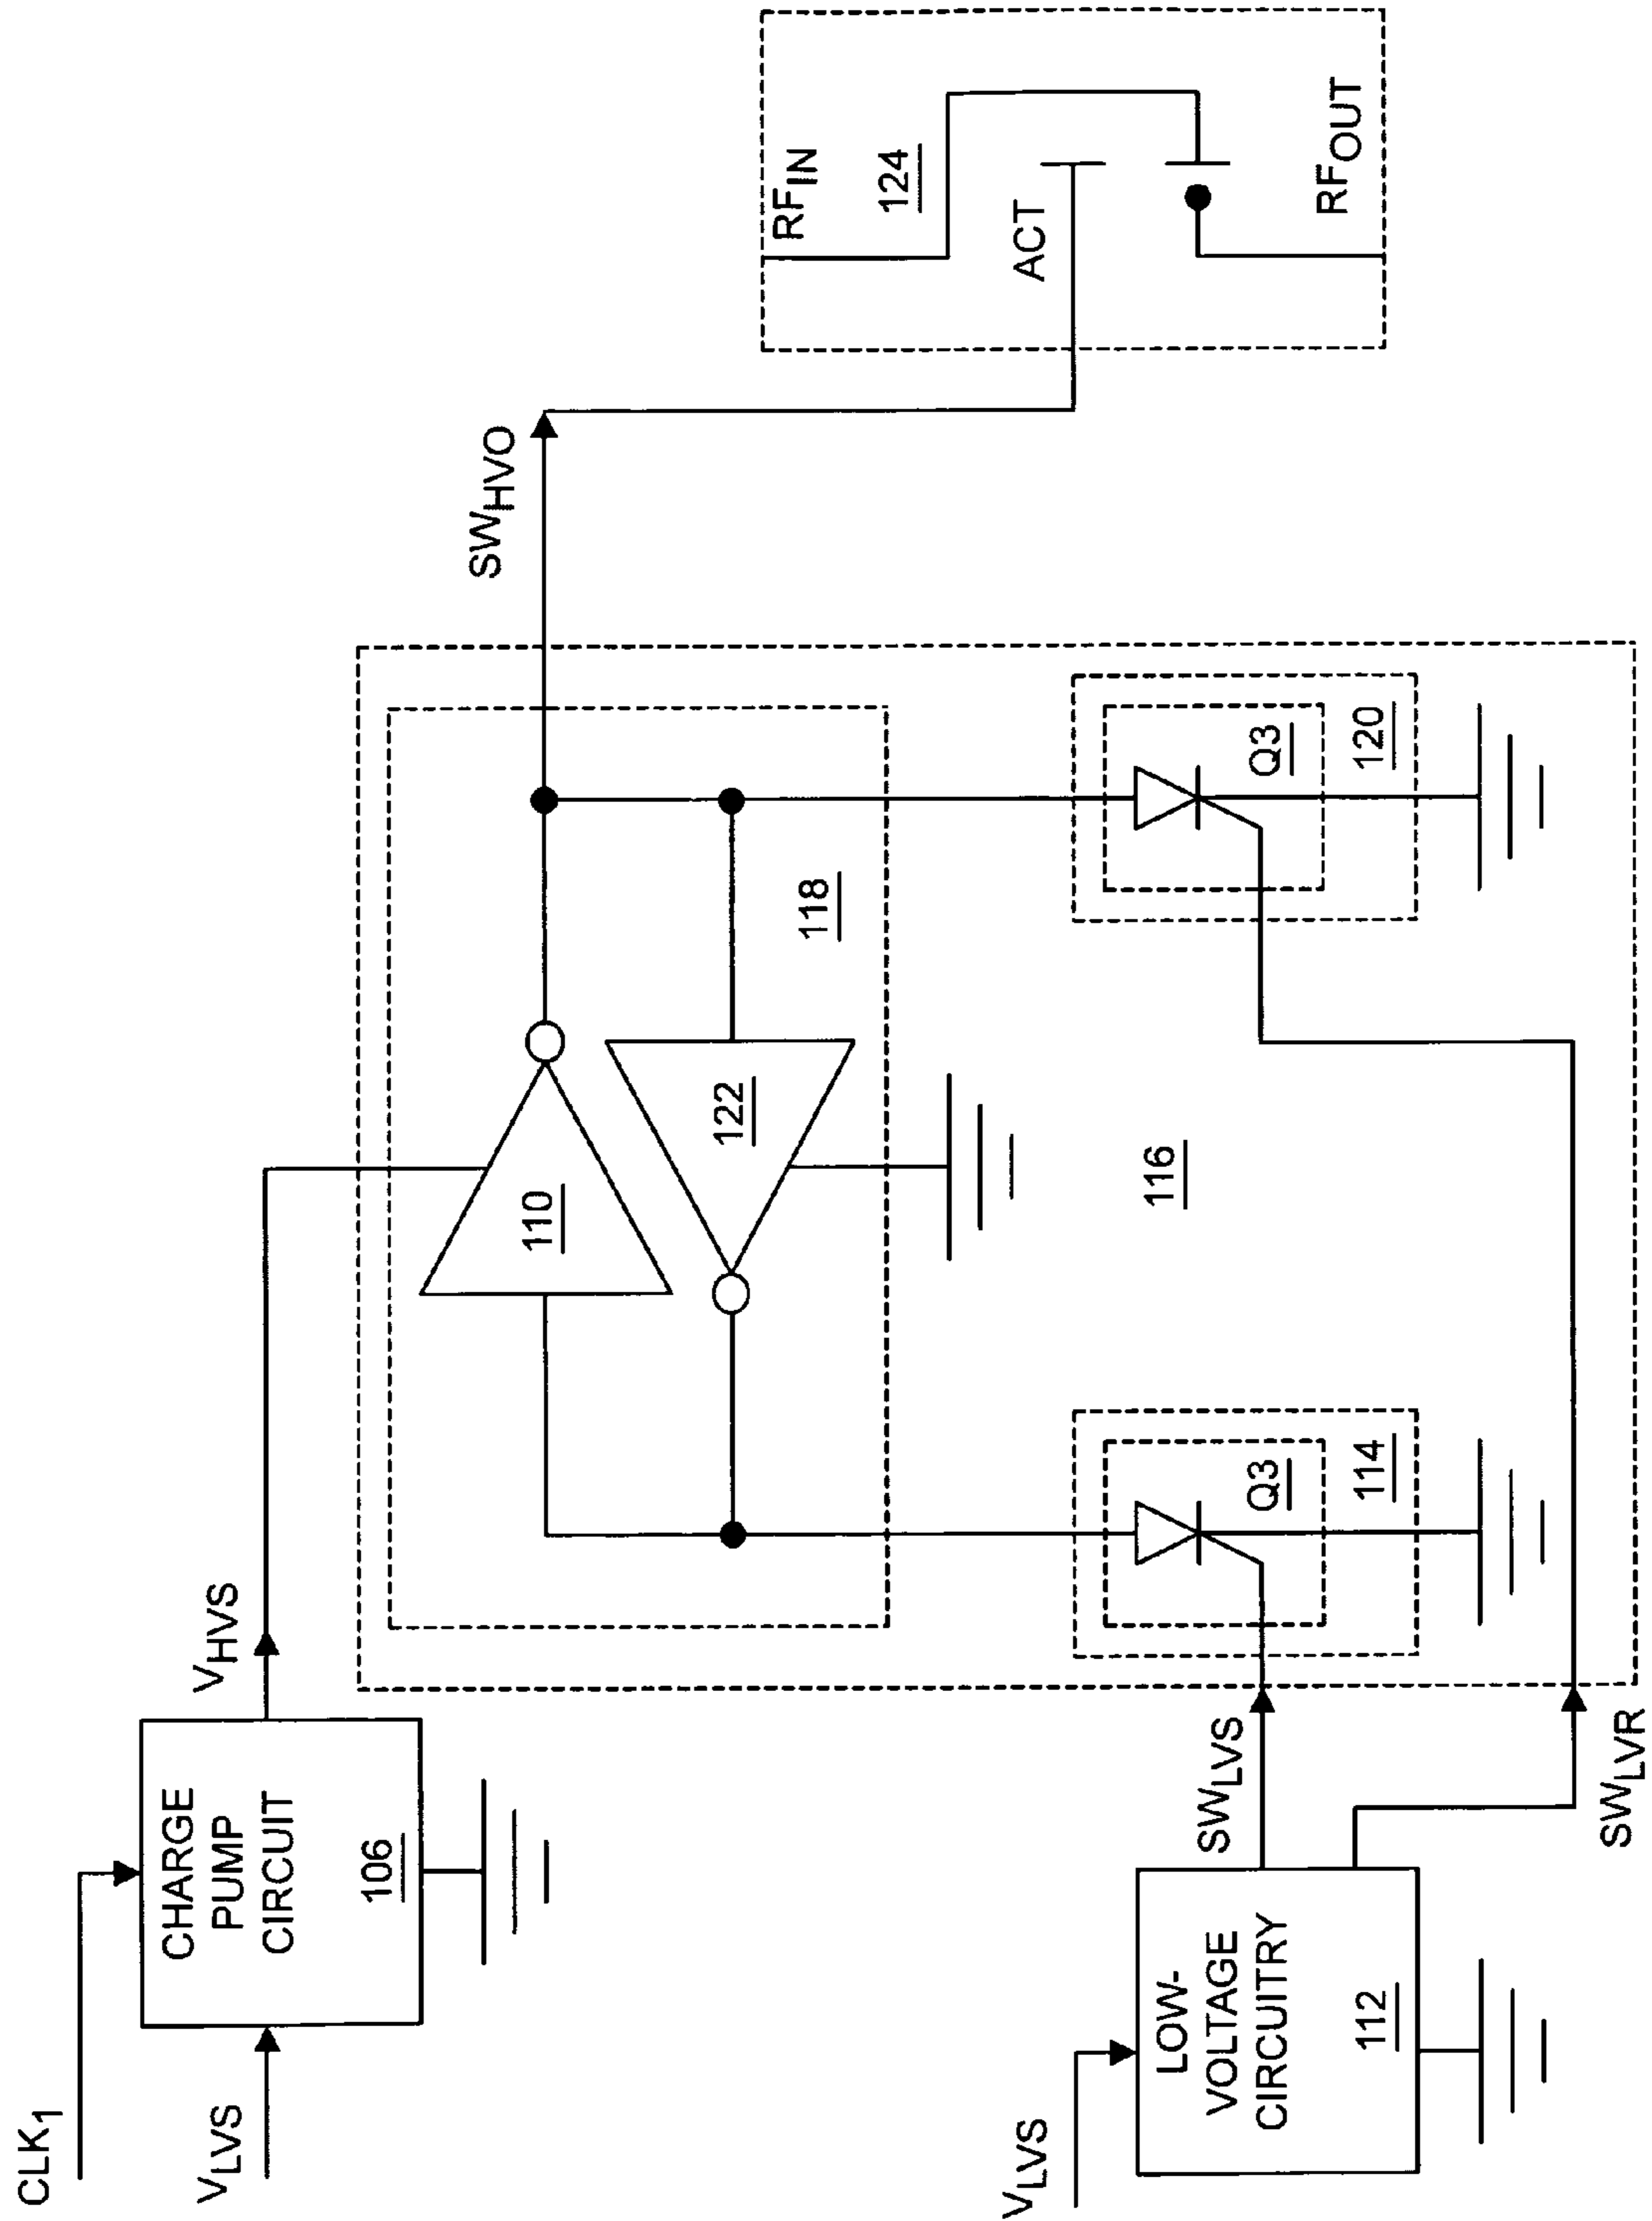 CLK1
VLVS
CHARGE
PUMP
CIRCUIT
106
VHVS
110
122
118
SWHVO
RFIN
124
ACT
RFOUT
VLVS
LOW-
VOLTAGE
CIRCUITRY
112
SWLVS
SWLVR
Q3
114
116
Q3
120